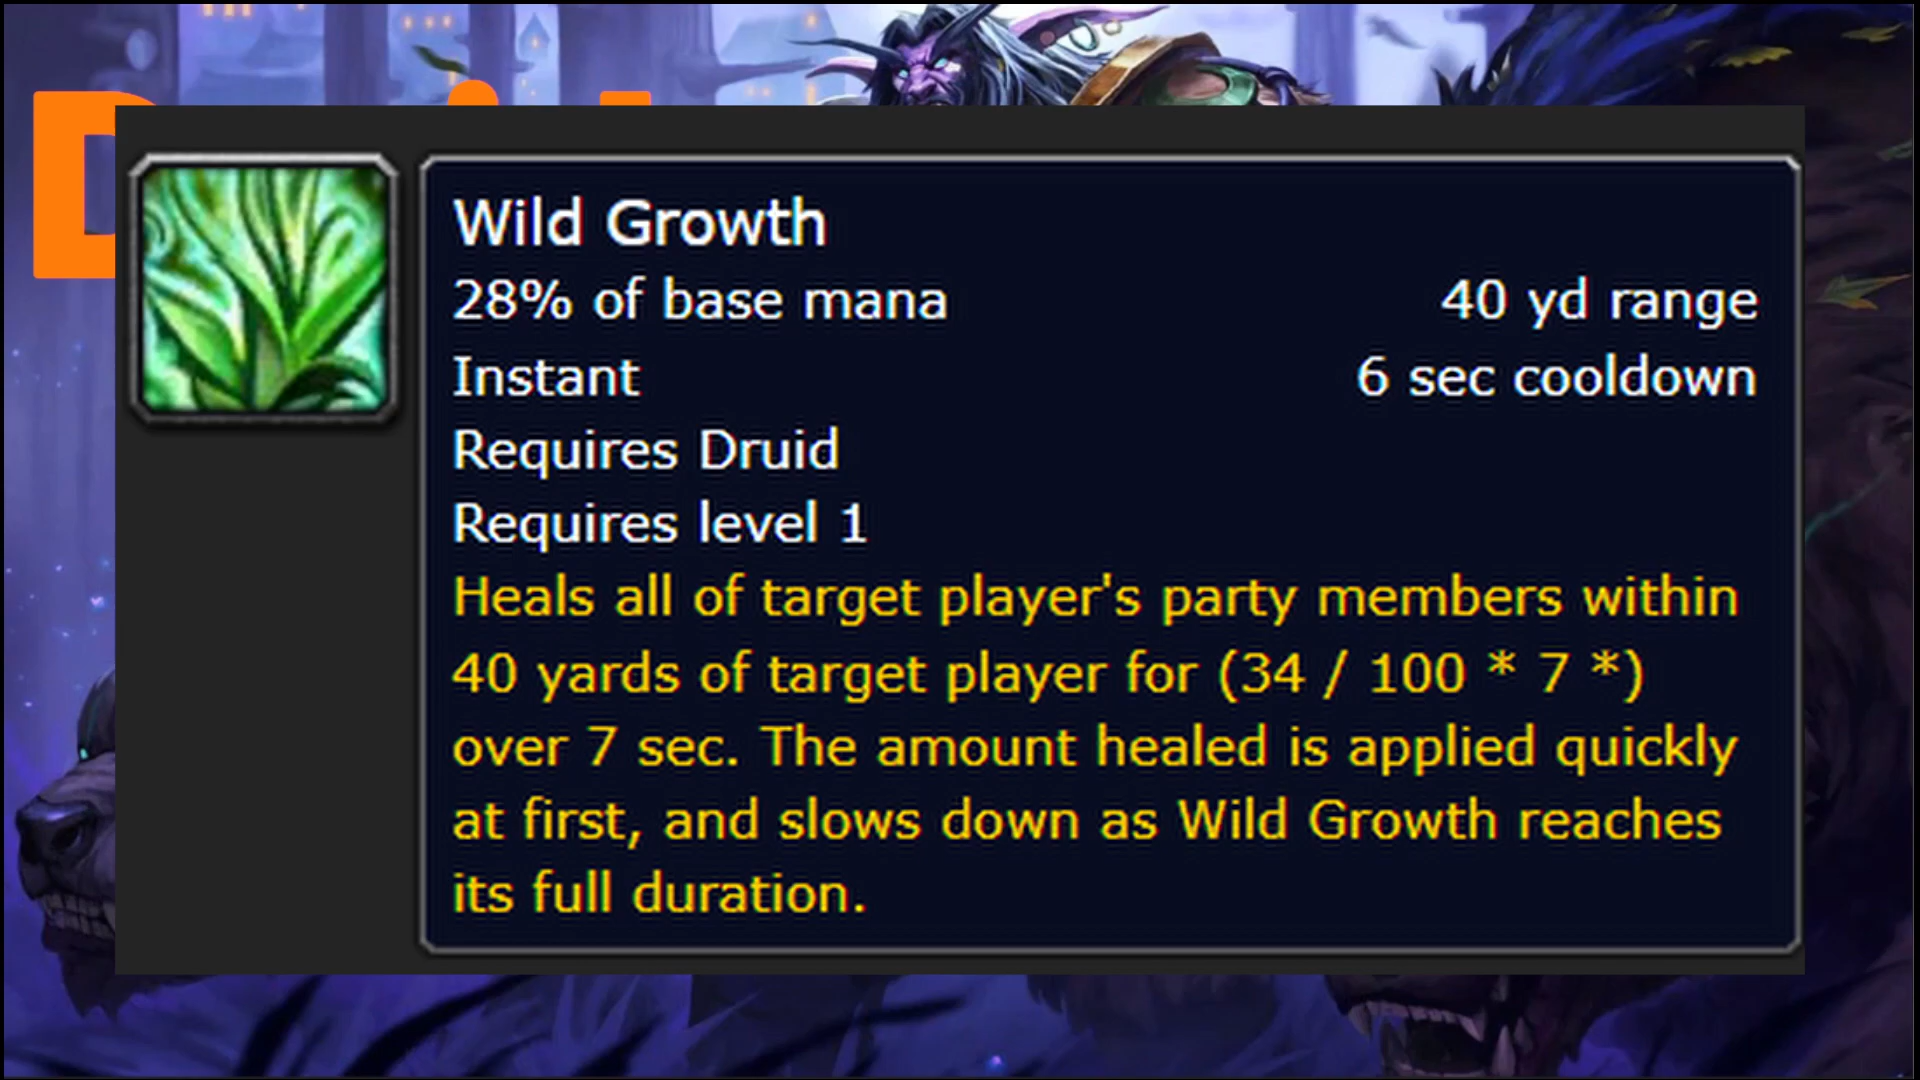 Wild Growth
28% of base mana 40 yd range
Instant 6 sec cooldown
Requires Druid
Requires level 1
Heals all of target player's party members within
40 yards of target player for (34 / 100 * 7 *)
over 7 sec. The amount healed is applied quickly
at first, and slows down as Wild Growth reaches
its full duration.